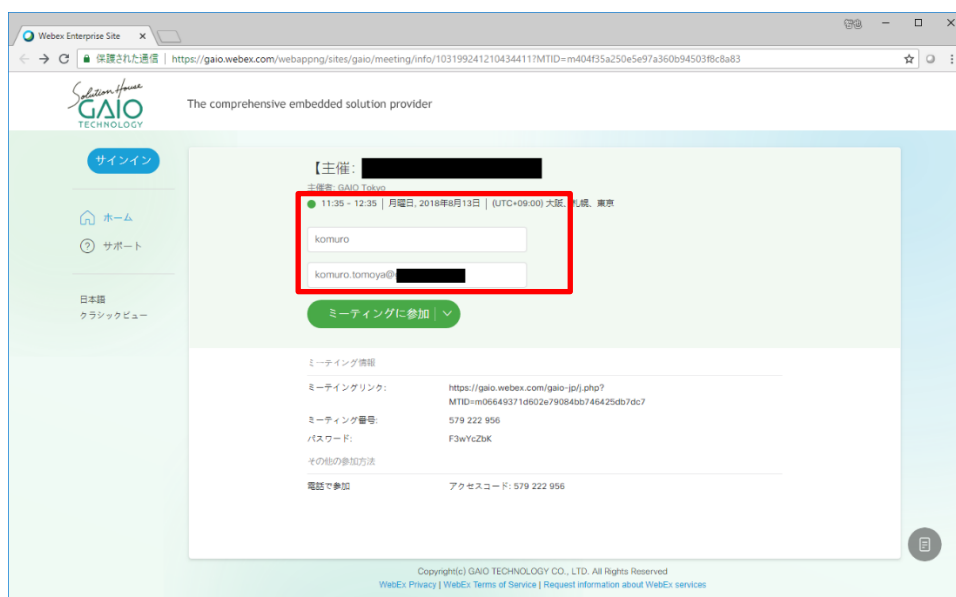 Webex Enterprise Site
保護された通信 | https://gaio.webex.com/webappng/sites/gaio/meeting/info/103199241210434411?MTID=m404f35a250e5e97a360b94503f8c8a83
Solution House
GAIO
TECHNOLOGY
The comprehensive embedded solution provider
サインイン
ホーム
サポート
日本語
クラシックビュー
【主催:
主催者: GAIO Tokyo
11:35 - 12:35 | 月曜日, 2018年8月13日 | (UTC+09:00) 大阪、札幌、東京
komuro
komuro.tomoya@
ミーティングに参加
ミーティング情報
ミーティングリンク: https://gaio.webex.com/gaio-jp/j.php?
MTID=m06649371d602e79084bb746425db7dc7
ミーティング番号: 579 222 956
パスワード: F3wYcZbK
その他の参加方法
電話で参加 アクセスコード: 579 222 956
Copyright(c) GAIO TECHNOLOGY CO., LTD. All Rights Reserved
WebEx Privacy | WebEx Terms of Service | Request information about WebEx services